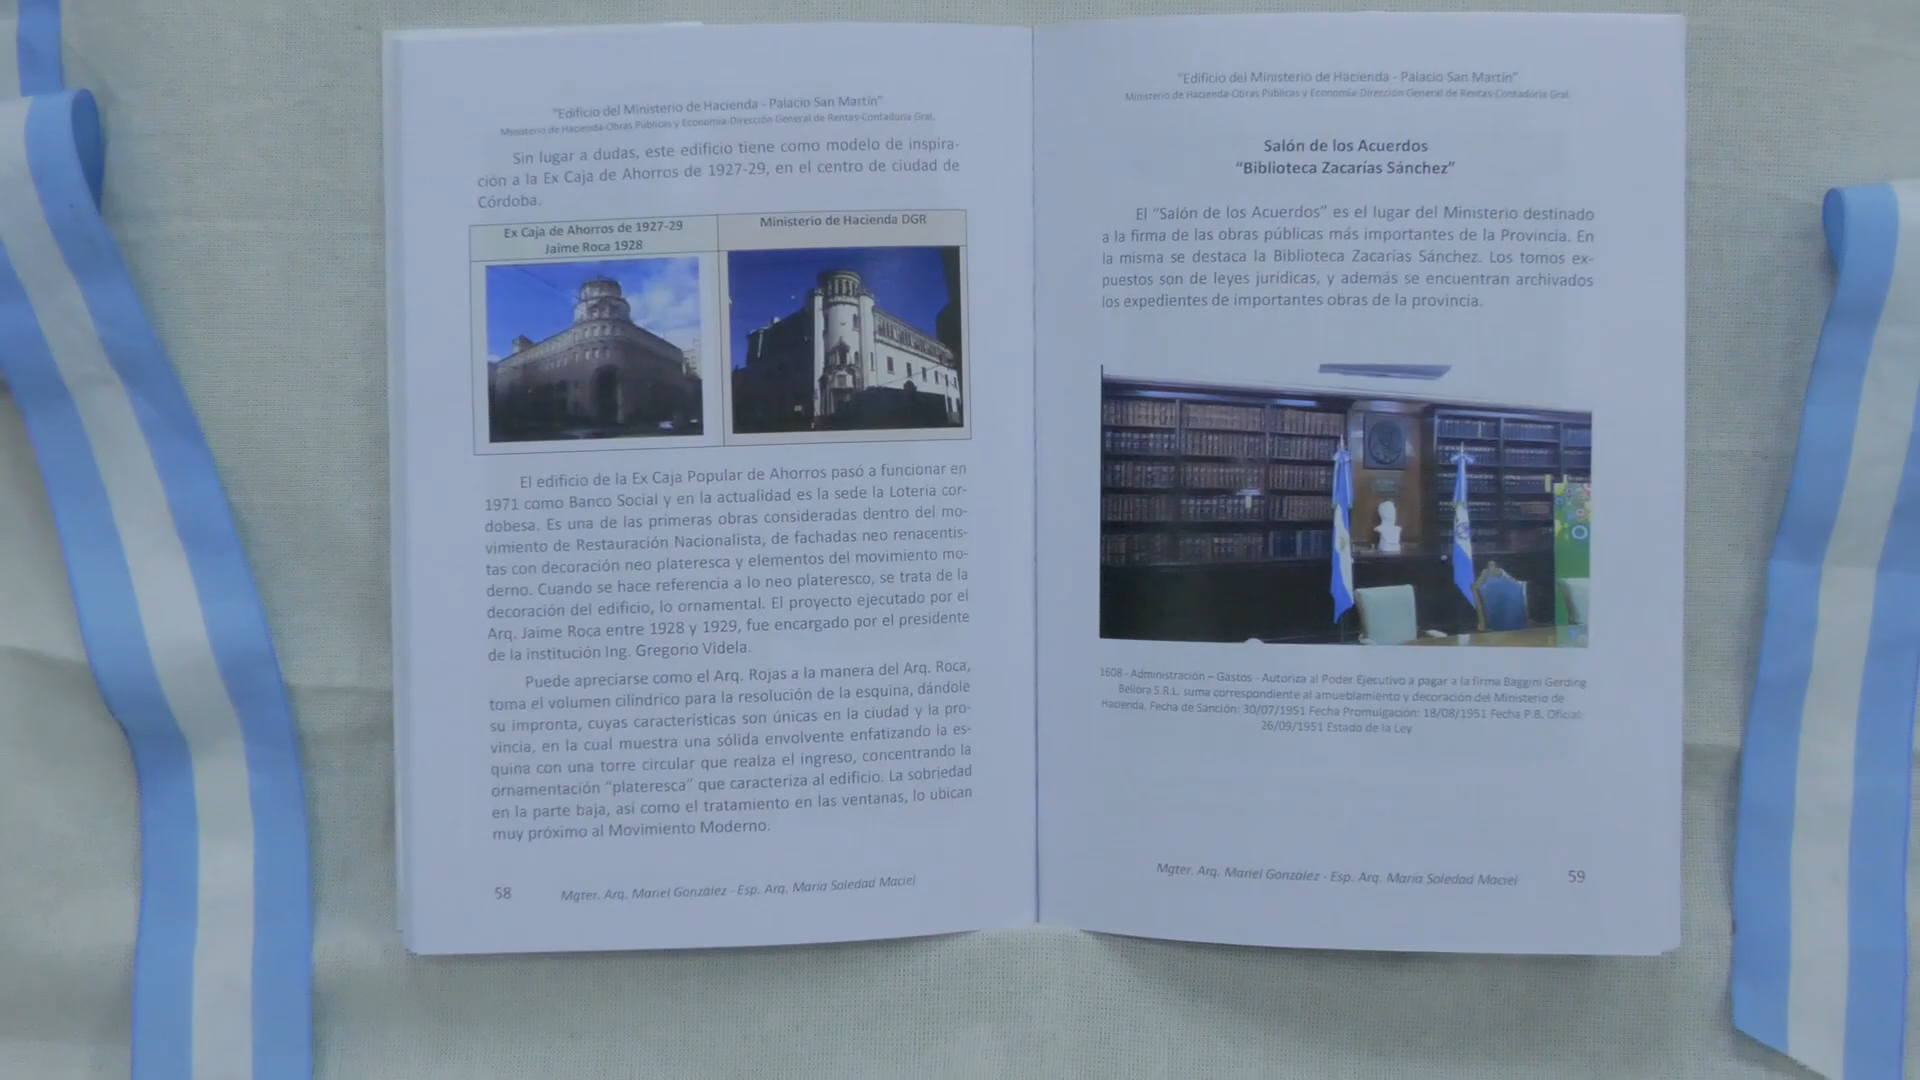 "Edificio del Ministerio de Hacienda - Palacio San Martín"
Ministerio de Hacienda-Obras Públicas y Economía-Dirección General de Rentas-Contaduría Gral.
Sin lugar a dudas, este edificio tiene como modelo de inspira-
ción a la Ex Caja de Ahorros de 1927-29, en el centro de ciudad de
Córdoba.
Ex Caja de Ahorros de 1927-29
Jaime Roca 1928
Ministerio de Hacienda DGR
El edificio de la Ex Caja Popular de Ahorros pasó a funcionar en
1971 como Banco Social y en la actualidad es la sede la Lotería cor-
dobesa. Es una de las primeras obras consideradas dentro del mo-
vimiento de Restauración Nacionalista, de fachadas neo renacentis-
tas con decoración neo plateresca y elementos del movimiento mo-
derno. Cuando se hace referencia a lo neo plateresco, se trata de la
decoración del edificio, lo ornamental. El proyecto ejecutado por el
Arq. Jaime Roca entre 1928 y 1929, fue encargado por el presidente
de la institución Ing. Gregorio Videla.
Puede apreciarse como el Arq. Rojas a la manera del Arq. Roca,
toma el volumen cilíndrico para la resolución de la esquina, dándole
su impronta, cuyas características son únicas en la ciudad y la pro-
vincia, en la cual muestra una sólida envolvente enfatizando la es-
quina con una torre circular que realza el ingreso, concentrando la
ornamentación "plateresca" que caracteriza al edificio. La sobriedad
en la parte baja, así como el tratamiento en las ventanas, lo ubican
muy próximo al Movimiento Moderno.
58
Mgter. Arq. Mariel González - Esp. Arq. María Soledad Maciel
"Edificio del Ministerio de Hacienda - Palacio San Martín"
Ministerio de Hacienda-Obras Públicas y Economía-Dirección General de Rentas-Contaduría Gral.
Salón de los Acuerdos
"Biblioteca Zacarías Sánchez"
El "Salón de los Acuerdos" es el lugar del Ministerio destinado
a la firma de las obras públicas más importantes de la Provincia. En
la misma se destaca la Biblioteca Zacarías Sánchez. Los tomos ex-
puestos son de leyes jurídicas, y además se encuentran archivados
los expedientes de importantes obras de la provincia.
1608 - Administración – Gastos - Autoriza al Poder Ejecutivo a pagar a la firma Baggini Gerding
Bellora S.R.L. suma correspondiente al amueblamiento y decoración del Ministerio de
Hacienda. Fecha de Sanción: 30/07/1951 Fecha Promulgación: 18/08/1951 Fecha P.B. Oficial:
26/09/1951 Estado de la Ley
Mgter. Arq. Mariel González - Esp. Arq. María Soledad Maciel
59